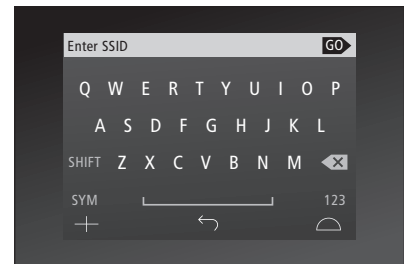 Enter SSID GO
Q W E R T Y U I O P
A S D F G H J K L
SHIFT Z X C V B N M
SYM 123